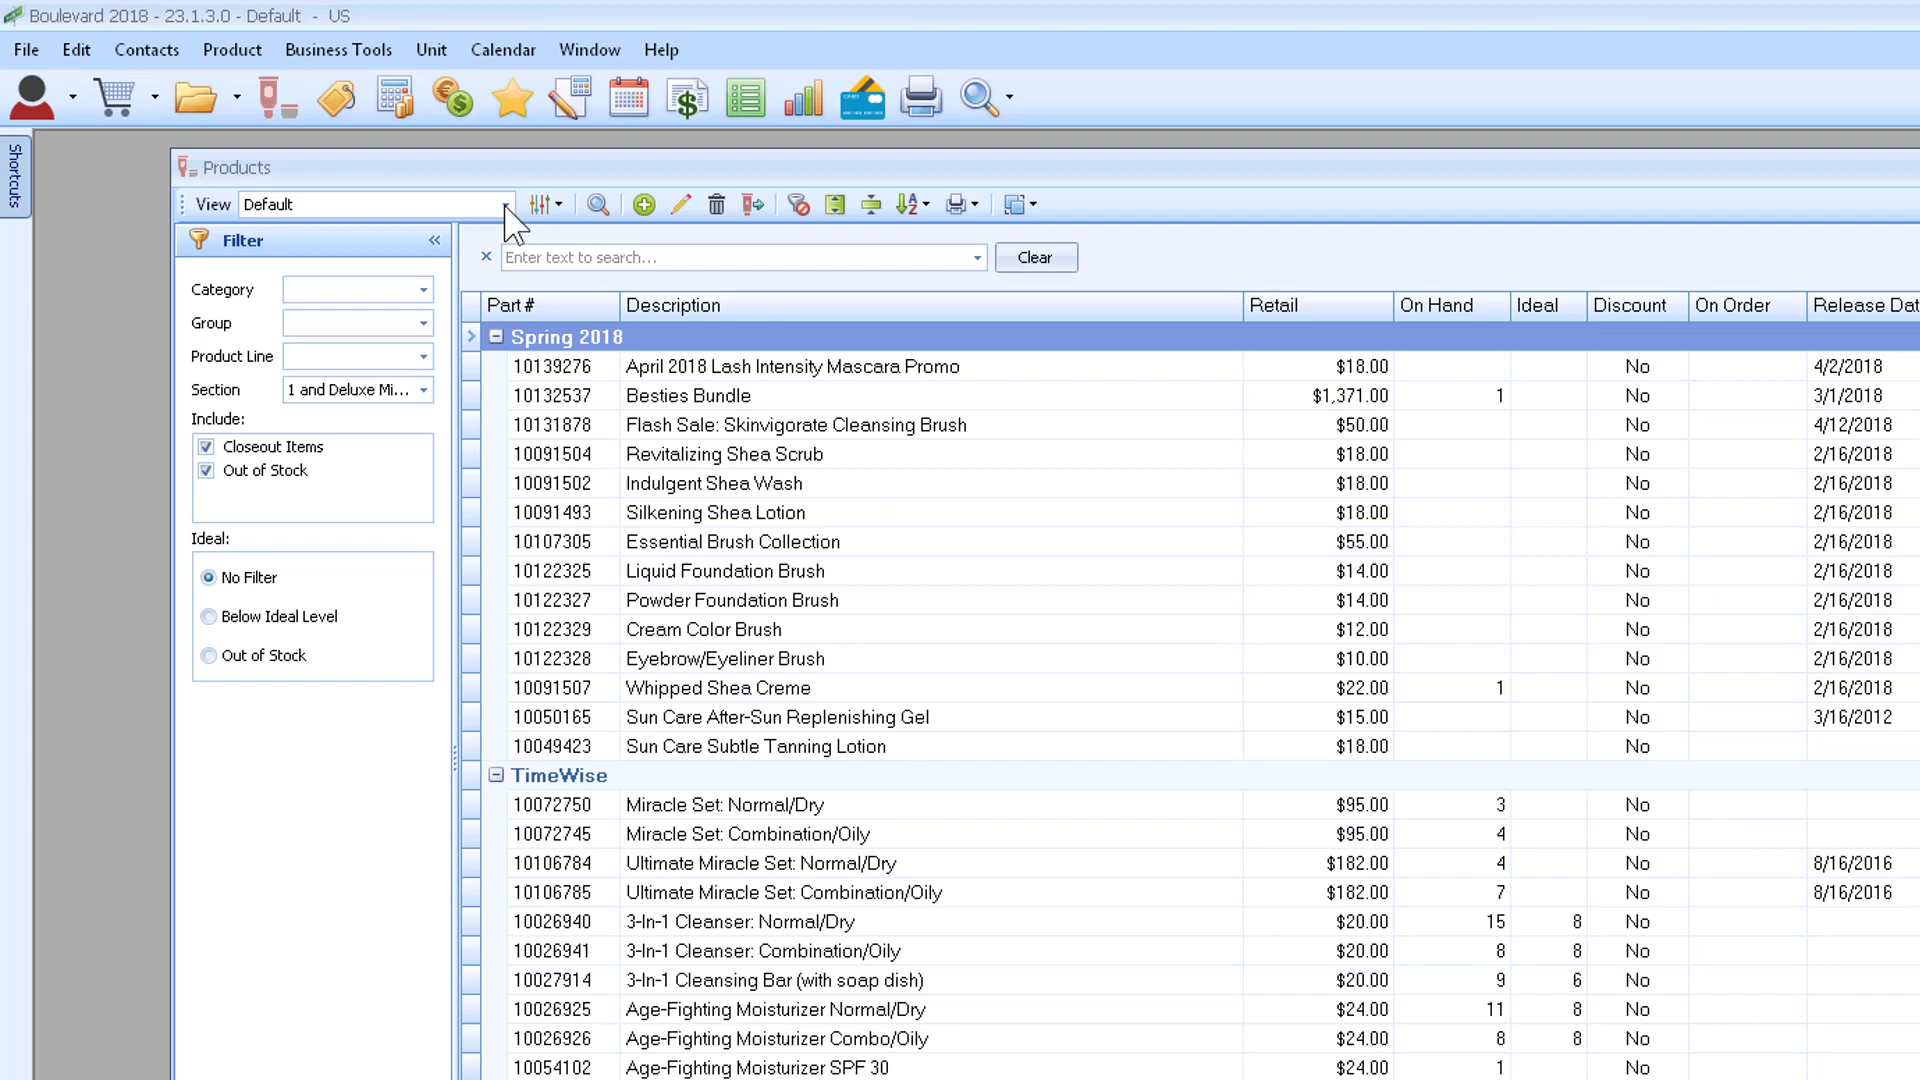 Boulevard 2018 - 23.1.3.0 - Default - US
File Edit Contacts Product Business Tools Unit Calendar Window Help
Shortcuts
Products
View Default
Filter
Enter text to search... Clear
Category
Group
Product Line
Section 1 and Deluxe Mi...
Include:
Closeout Items
Out of Stock
Ideal:
No Filter
Below Ideal Level
Out of Stock
Part # Description Retail On Hand Ideal Discount On Order Release Dat
Spring 2018
10139276 April 2018 Lash Intensity Mascara Promo $18.00 No 4/2/2018
10132537 Besties Bundle $1,371.00 1 No 3/1/2018
10131878 Flash Sale: Skinvigorate Cleansing Brush $50.00 No 4/12/2018
10091504 Revitalizing Shea Scrub $18.00 No 2/16/2018
10091502 Indulgent Shea Wash $18.00 No 2/16/2018
10091493 Silkening Shea Lotion $18.00 No 2/16/2018
10107305 Essential Brush Collection $55.00 No 2/16/2018
10122325 Liquid Foundation Brush $14.00 No 2/16/2018
10122327 Powder Foundation Brush $14.00 No 2/16/2018
10122329 Cream Color Brush $12.00 No 2/16/2018
10122328 Eyebrow/Eyeliner Brush $10.00 No 2/16/2018
10091507 Whipped Shea Creme $22.00 1 No 2/16/2018
10050165 Sun Care After-Sun Replenishing Gel $15.00 No 3/16/2012
10049423 Sun Care Subtle Tanning Lotion $18.00 No
TimeWise
10072750 Miracle Set: Normal/Dry $95.00 3 No
10072745 Miracle Set: Combination/Oily $95.00 4 No
10106784 Ultimate Miracle Set: Normal/Dry $182.00 4 No 8/16/2016
10106785 Ultimate Miracle Set: Combination/Oily $182.00 7 No 8/16/2016
10026940 3-In-1 Cleanser: Normal/Dry $20.00 15 8 No
10026941 3-In-1 Cleanser: Combination/Oily $20.00 8 8 No
10027914 3-In-1 Cleansing Bar (with soap dish) $20.00 9 6 No
10026925 Age-Fighting Moisturizer Normal/Dry $24.00 11 8 No
10026926 Age-Fighting Moisturizer Combo/Oily $24.00 8 8 No
10054102 Age-Fighting Moisturizer SPF 30 $24.00 1 No